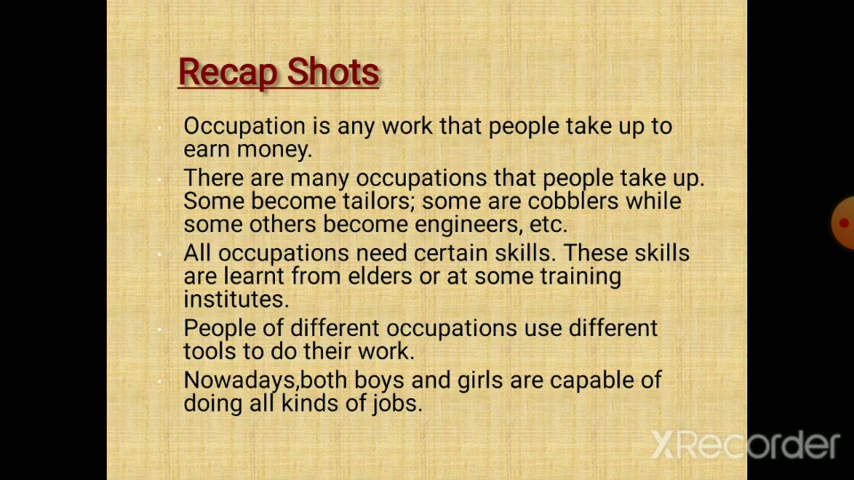 Recap Shots
Occupation is any work that people take up to
earn money.
There are many occupations that people take up.
Some become tailors; some are cobblers while
some others become engineers, etc.
All occupations need certain skills. These skills
are learnt from elders or at some training
institutes.
People of different occupations use different
tools to do their work.
Nowadays,both boys and girls are capable of
doing all kinds of jobs.
XRecorder